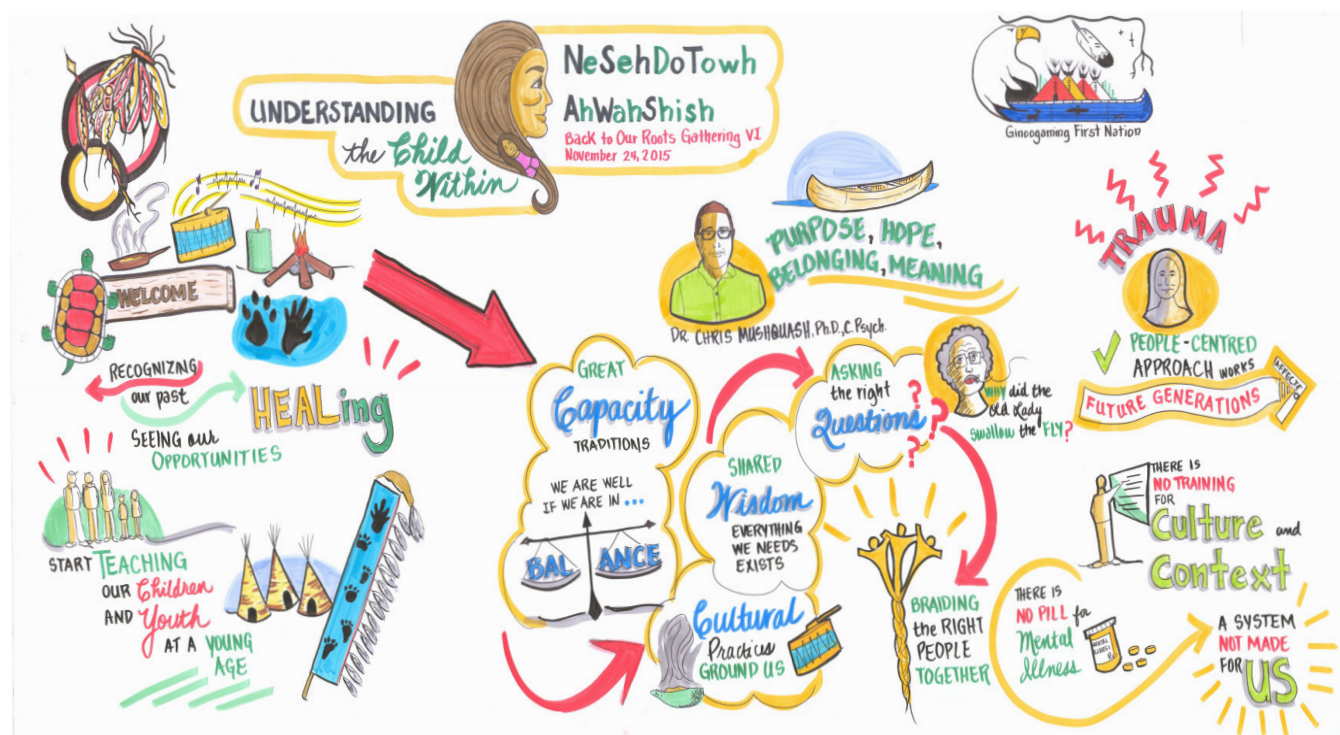 UNDERSTANDING
the Child
Within
NeSehDoTowh
AhWahShish
Back to Our Roots Gathering VI
November 24, 2015
Ginoogaming First Nation
WELCOME
RECOGNIZING
our past
SEEING our
OPPORTUNITIES
HEALing
START TEACHING
OUR Children
AND Youth
AT A YOUNG
AGE
DR. CHRIS MUSHQUASH, Ph.D., C. Psych.
PURPOSE, HOPE,
BELONGING, MEANING
GREAT
Capacity
TRADITIONS
WE ARE WELL
IF WE ARE IN ...
BAL ANCE
SHARED
Wisdom
EVERYTHING
WE NEEDS
EXISTS
Cultural
Practices
GROUND US
ASKING
the right
Questions
? ? ?
WHY did the
Old Lady
swallow the FLY?
BRAIDING
the RIGHT
PEOPLE
TOGETHER
TRAUMA
PEOPLE-CENTRED
APPROACH WORKS
AFFECTS
FUTURE GENERATIONS
THERE IS
NO TRAINING
FOR
Culture and
Context
THERE IS
NO PILL for
Mental
Illness
MENTAL
ILLNESS
Rx
A SYSTEM
NOT MADE
FOR US